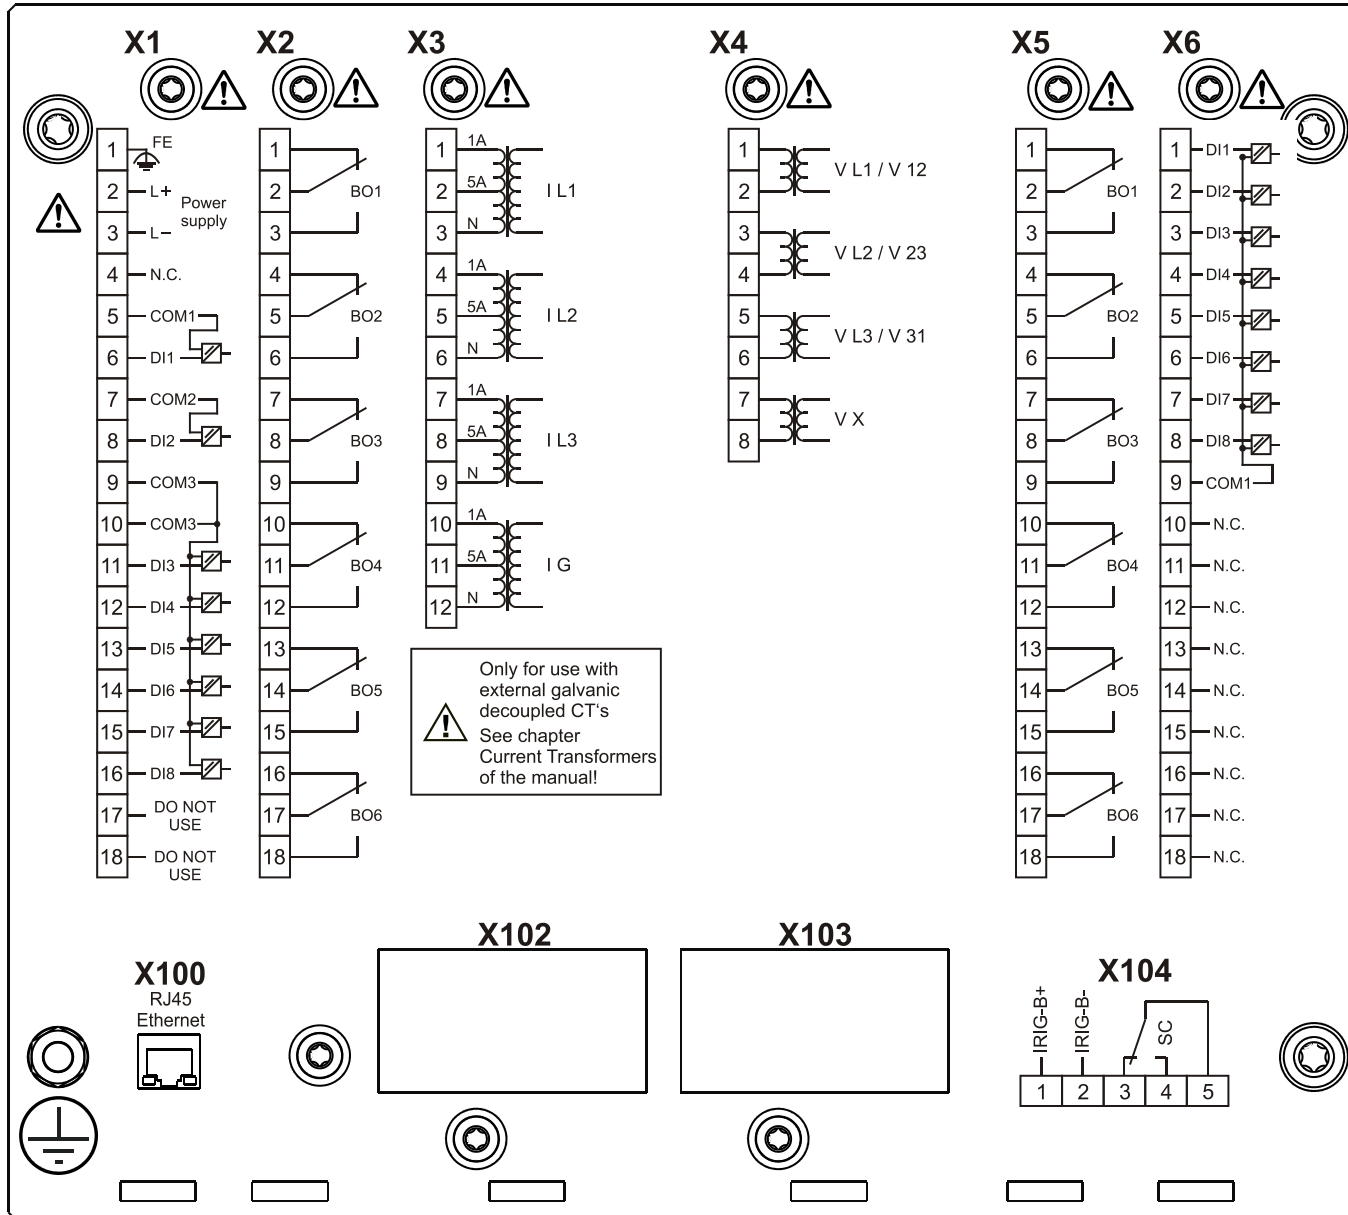 X1
X2
X3
X4
X5
X6
1 FE
2 L+
Power
supply
3 L−
4 N.C.
5 COM1
6 DI1
7 COM2
8 DI2
9 COM3
10 COM3
11 DI3
12 DI4
13 DI5
14 DI6
15 DI7
16 DI8
17 DO NOT
USE
18 DO NOT
USE
1
2 BO1
3
4
5 BO2
6
7
8 BO3
9
10
11 BO4
12
13
14 BO5
15
16
17 BO6
18
1 1A
2 5A I L1
3 N
4 1A
5 5A I L2
6 N
7 1A
8 5A I L3
9 N
10 1A
11 5A I G
12 N
Only for use with
external galvanic
decoupled CT's
See chapter
Current Transformers
of the manual!
1
V L1 / V 12
2
3
V L2 / V 23
4
5
V L3 / V 31
6
7
V X
8
1
2 BO1
3
4
5 BO2
6
7
8 BO3
9
10
11 BO4
12
13
14 BO5
15
16
17 BO6
18
1 DI1
2 DI2
3 DI3
4 DI4
5 DI5
6 DI6
7 DI7
8 DI8
9 COM1
10 N.C.
11 N.C.
12 N.C.
13 N.C.
14 N.C.
15 N.C.
16 N.C.
17 N.C.
18 N.C.
X100
RJ45
Ethernet
X102
X103
X104
IRIG-B+
IRIG-B-
SC
1 2 3 4 5